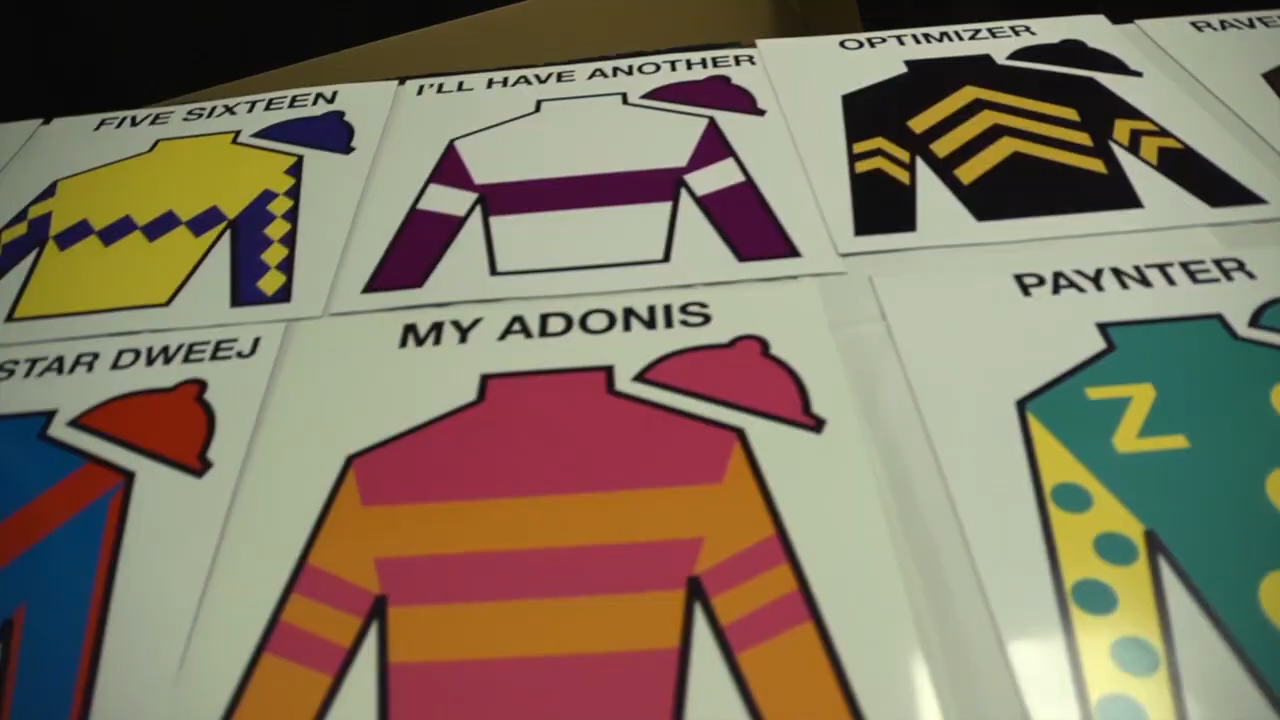 FIVE SIXTEEN
I'LL HAVE ANOTHER
OPTIMIZER
STAR DWEEJ
MY ADONIS
PAYNTER
Z